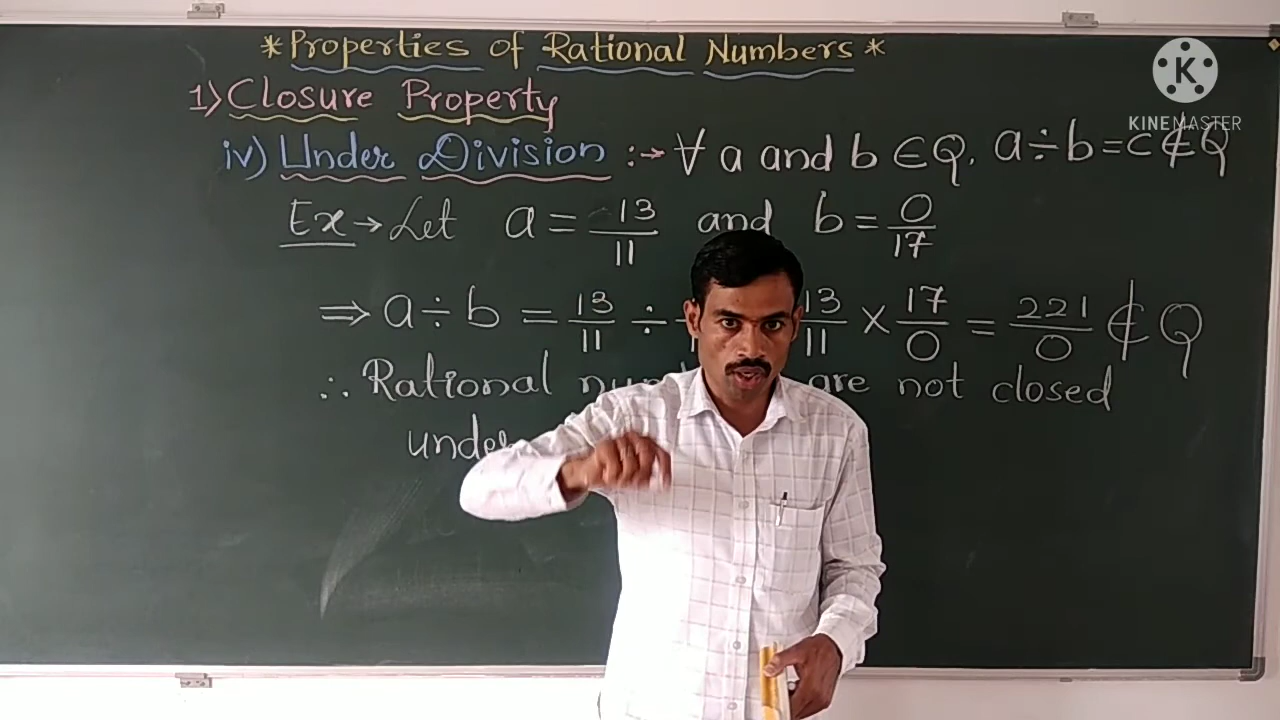 * Properties of Rational Numbers *
K
KINEMASTER
1) Closure Property
iv) Under Division :→ ∀ a and b ∈ Q, a ÷ b = c ∉ Q
Ex → Let a = 13/11 and b = 0/17
⇒ a ÷ b = 13/11 ÷ 13/11 × 17/0 = 221/0 ∉ Q
∴ Rational are not closed
under